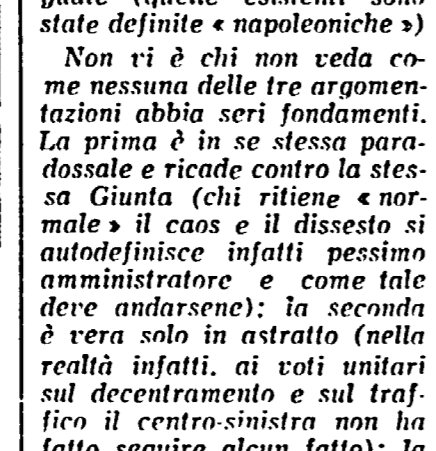 guate (quelle esistenti sono
state definite « napoleoniche »)
Non vi è chi non veda co-
me nessuna delle tre argomen-
tazioni abbia seri fondamenti.
La prima è in se stessa para-
dossale e ricade contro la stes-
sa Giunta (chi ritiene « nor-
male » il caos e il dissesto si
autodefinisce infatti pessimo
amministratore e come tale
deve andarsene); la seconda
è vera solo in astratto (nella
realtà infatti. ai voti unitari
sul decentramento e sul traf-
fico il centro-sinistra non ha
fatto seguire alcun fatto); la